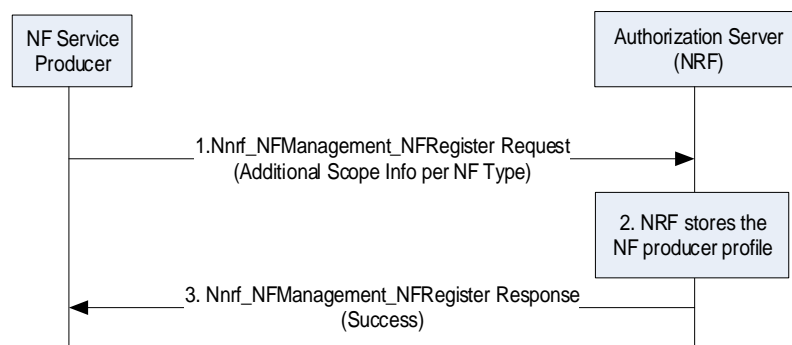 NF Service
Producer
Authorization Server
(NRF)
1.Nnrf_NFManagement_NFRegister Request
(Additional Scope Info per NF Type)
2. NRF stores the
NF producer profile
3. Nnrf_NFManagement_NFRegister Response
(Success)